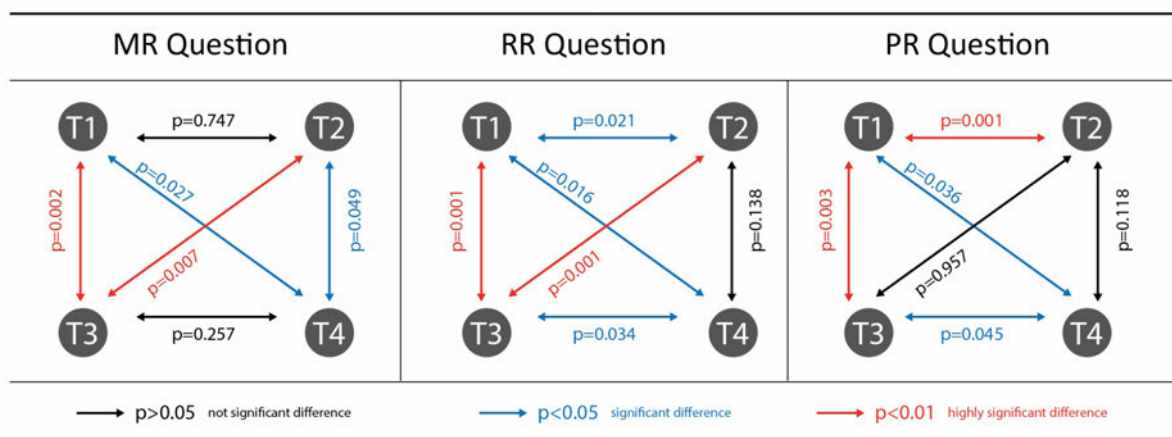 MR Question
RR Question
PR Question
T1
p=0.747
T2
p=0.002
p=0.027
p=0.007
p=0.049
T3
p=0.257
T4
T1
p=0.021
T2
p=0.001
p=0.016
p=0.001
p=0.138
T3
p=0.034
T4
T1
p=0.001
T2
p=0.003
p=0.036
p=0.957
p=0.118
T3
p=0.045
T4
p>0.05 not significant difference
p<0.05 significant difference
p<0.01 highly significant difference